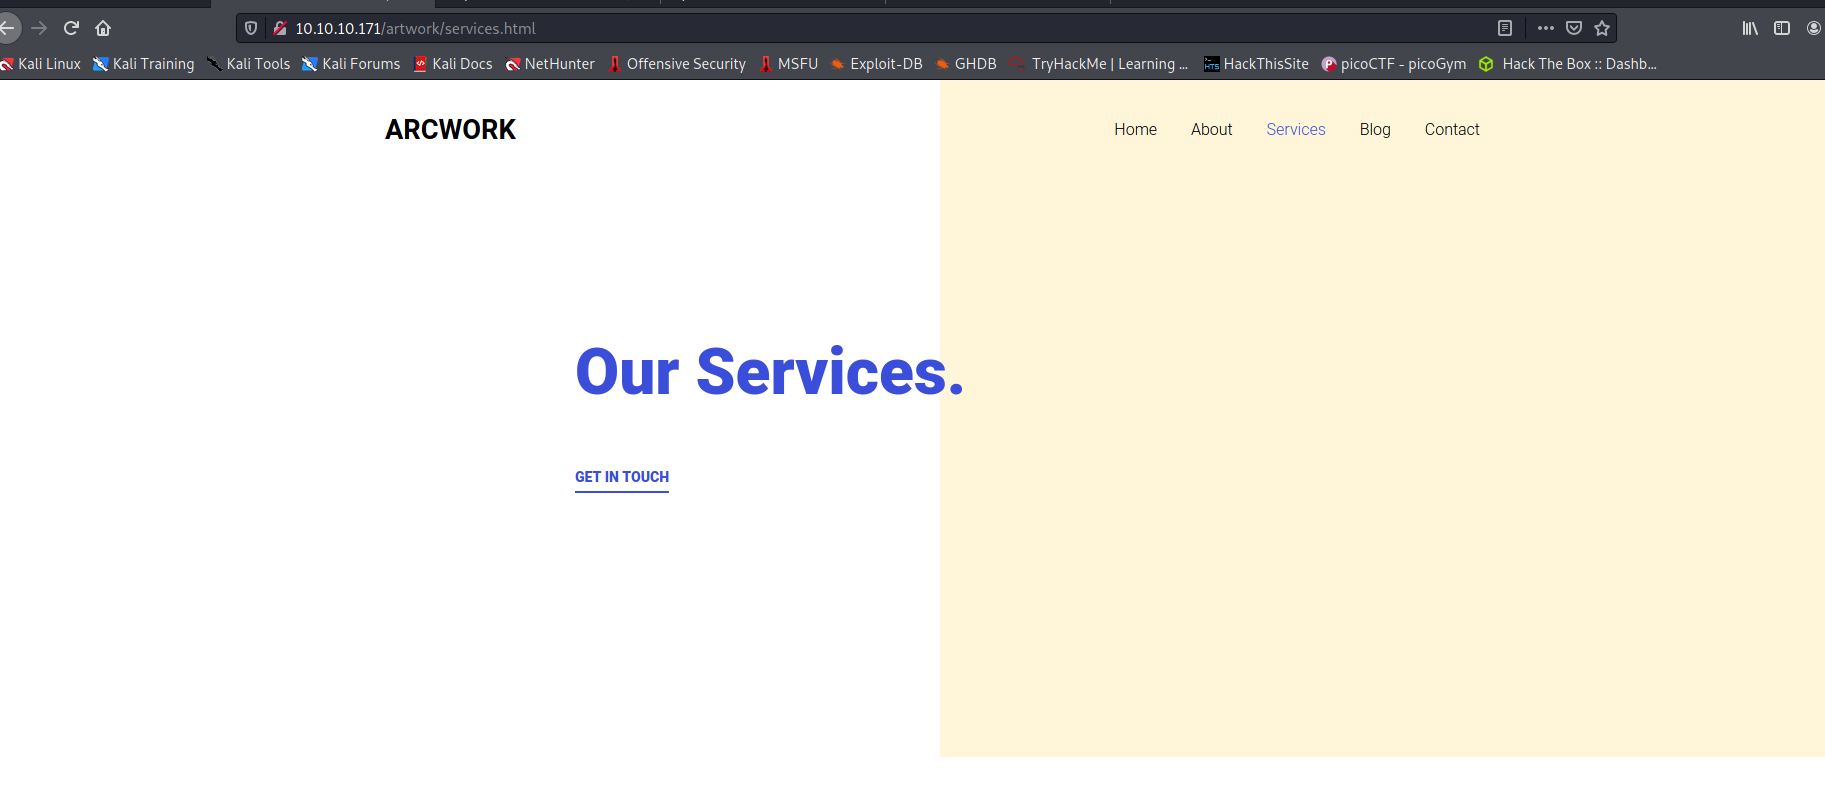 10.10.10.171/artwork/services.html
Kali Linux Kali Training Kali Tools Kali Forums Kali Docs NetHunter Offensive Security MSFU Exploit-DB GHDB TryHackMe | Learning ... HackThisSite picoCTF - picoGym Hack The Box :: Dashb...
ARCWORK Home About Services Blog Contact
Our Services.
GET IN TOUCH